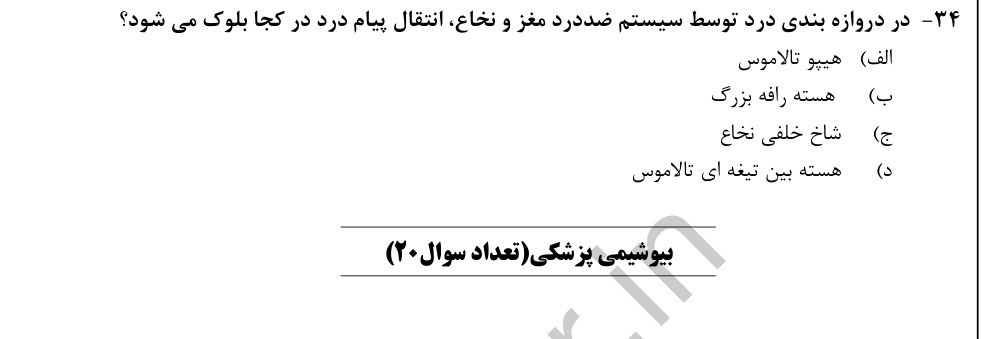 ۳۴- در دروازه بندی درد توسط سیستم ضددرد مغز و نخاع، انتقال پیام درد در کجا بلوک می شود؟
الف) هیپو تالاموس
ب) هسته رافه بزرگ
ج) شاخ خلفی نخاع
د) هسته بین تیغه ای تالاموس
بیوشیمی پزشکی(تعداد سوال۲۰)
r.in